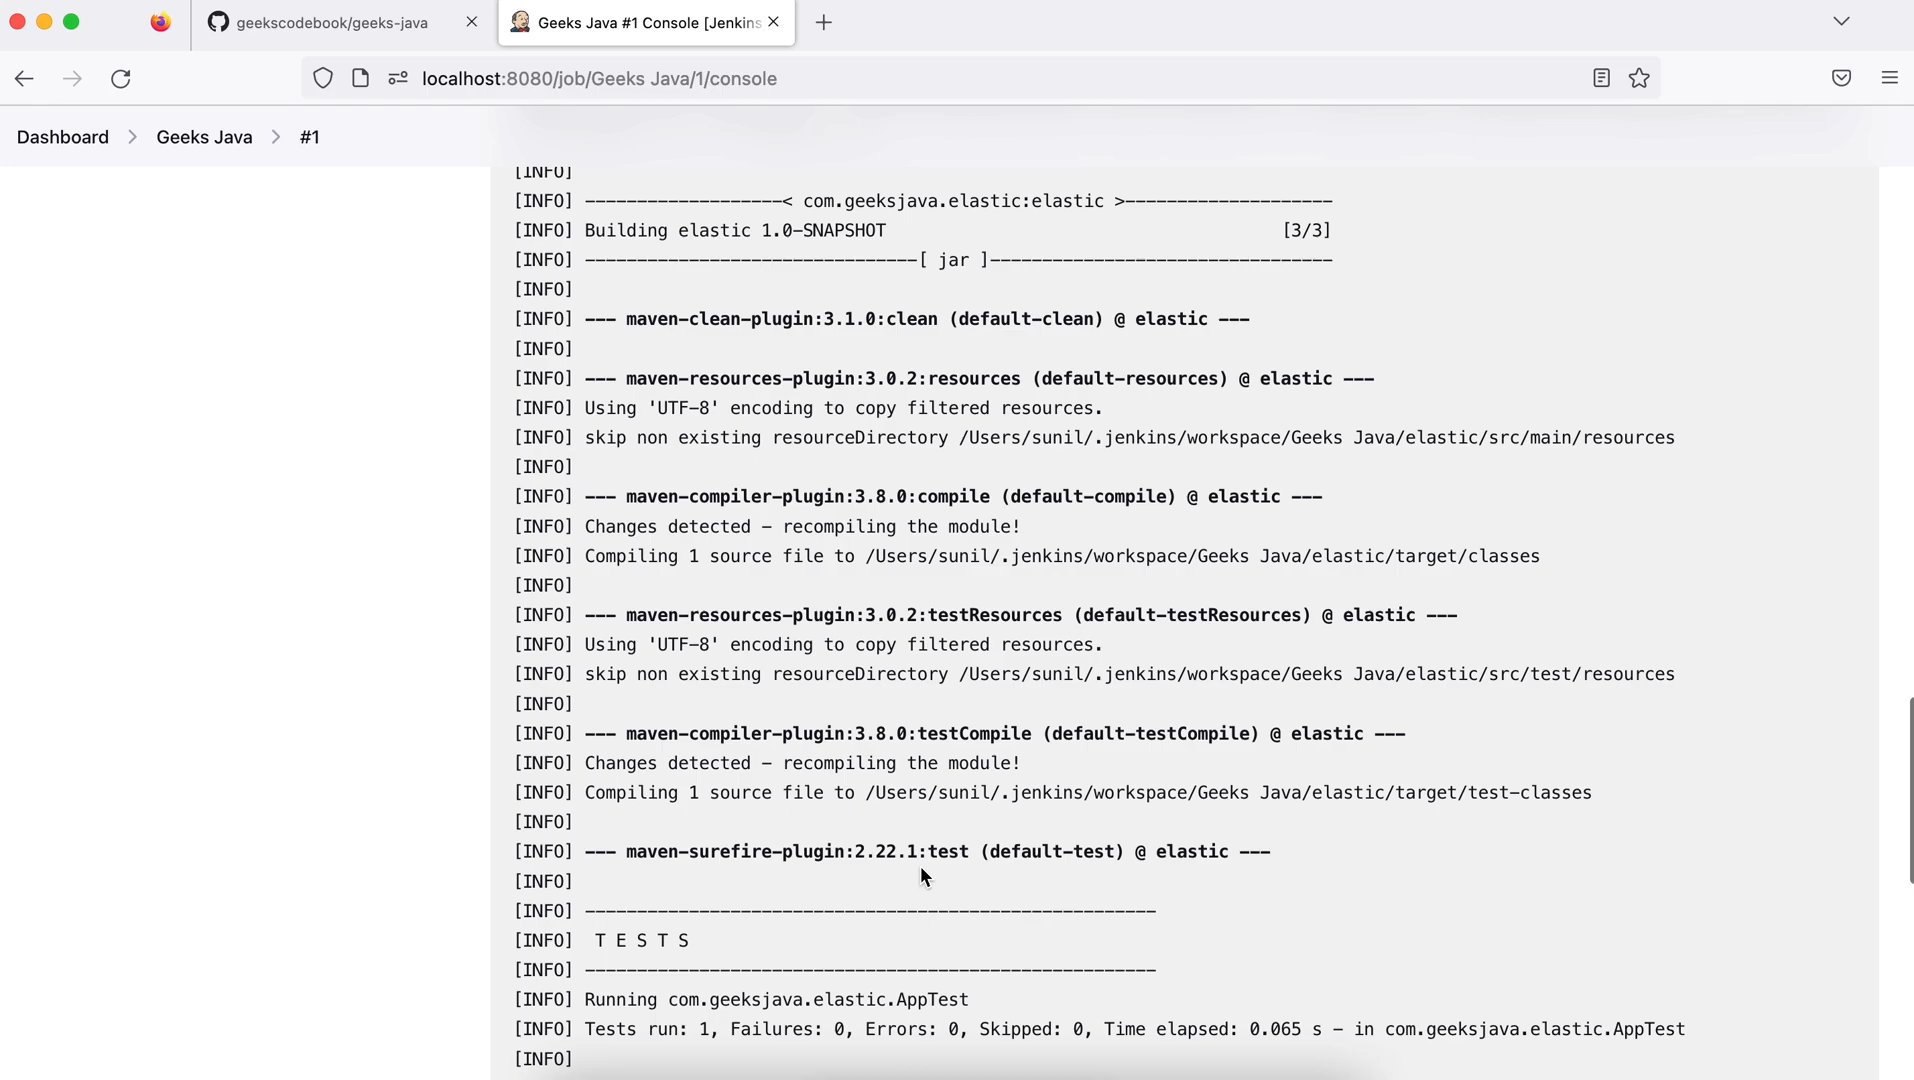 geekscodebook/geeks-java
Geeks Java #1 Console [Jenkins
localhost:8080/job/Geeks Java/1/console
Dashboard
Geeks Java
#1
[INFO]
[INFO] -------------------< com.geeksjava.elastic:elastic >--------------------
[INFO] Building elastic 1.0-SNAPSHOT [3/3]
[INFO] --------------------------------[ jar ]---------------------------------
[INFO]
[INFO] --- maven-clean-plugin:3.1.0:clean (default-clean) @ elastic ---
[INFO]
[INFO] --- maven-resources-plugin:3.0.2:resources (default-resources) @ elastic ---
[INFO] Using 'UTF-8' encoding to copy filtered resources.
[INFO] skip non existing resourceDirectory /Users/sunil/.jenkins/workspace/Geeks Java/elastic/src/main/resources
[INFO]
[INFO] --- maven-compiler-plugin:3.8.0:compile (default-compile) @ elastic ---
[INFO] Changes detected - recompiling the module!
[INFO] Compiling 1 source file to /Users/sunil/.jenkins/workspace/Geeks Java/elastic/target/classes
[INFO]
[INFO] --- maven-resources-plugin:3.0.2:testResources (default-testResources) @ elastic ---
[INFO] Using 'UTF-8' encoding to copy filtered resources.
[INFO] skip non existing resourceDirectory /Users/sunil/.jenkins/workspace/Geeks Java/elastic/src/test/resources
[INFO]
[INFO] --- maven-compiler-plugin:3.8.0:testCompile (default-testCompile) @ elastic ---
[INFO] Changes detected - recompiling the module!
[INFO] Compiling 1 source file to /Users/sunil/.jenkins/workspace/Geeks Java/elastic/target/test-classes
[INFO]
[INFO] --- maven-surefire-plugin:2.22.1:test (default-test) @ elastic ---
[INFO]
[INFO] -------------------------------------------------------
[INFO]  T E S T S
[INFO] -------------------------------------------------------
[INFO] Running com.geeksjava.elastic.AppTest
[INFO] Tests run: 1, Failures: 0, Errors: 0, Skipped: 0, Time elapsed: 0.065 s - in com.geeksjava.elastic.AppTest
[INFO]